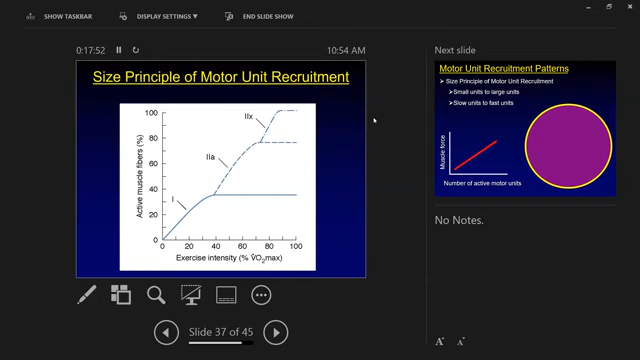 SHOW TASKBAR
DISPLAY SETTINGS ▾
END SLIDE SHOW
0:17:52
10:54 AM
Size Principle of Motor Unit Recruitment
100
80
60
40
20
0
Active muscle fibers (%)
I
IIa
IIx
0 20 40 60 80 100
Exercise intensity (% V̇O₂max)
Slide 37 of 45
Next slide
Motor Unit Recruitment Patterns
➢ Size Principle of Motor Unit Recruitment
➢Small units to large units
➢Slow units to fast units
Muscle force
Number of active motor units
No Notes.
A A